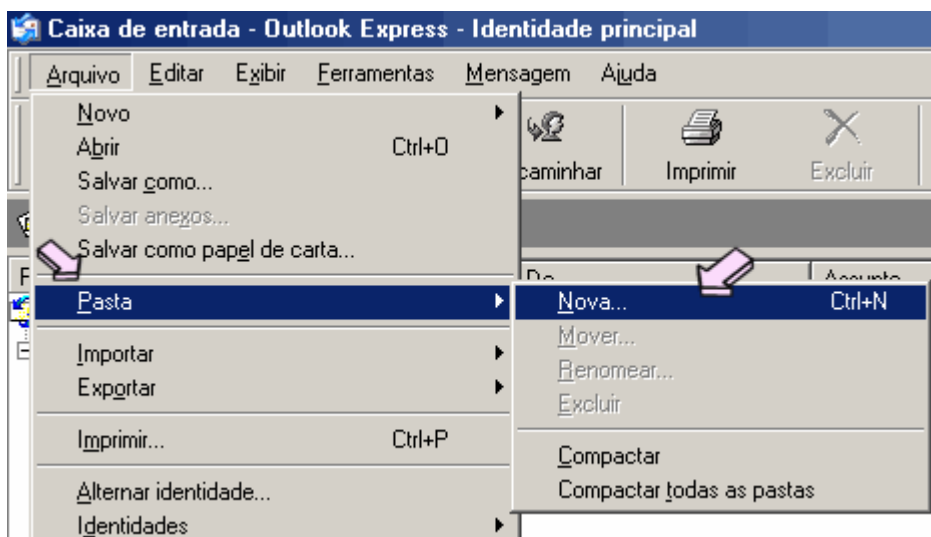 Caixa de entrada - Outlook Express - Identidade principal
Arquivo Editar Exibir Ferramentas Mensagem Ajuda
Novo
Abrir Ctrl+O
Salvar como...
Salvar anexos...
Salvar como papel de carta...
Pasta
Importar
Exportar
Imprimir... Ctrl+P
Alternar identidade...
Identidades
caminhar Imprimir Excluir
De Assunto
Nova... Ctrl+N
Mover...
Renomear...
Excluir
Compactar
Compactar todas as pastas